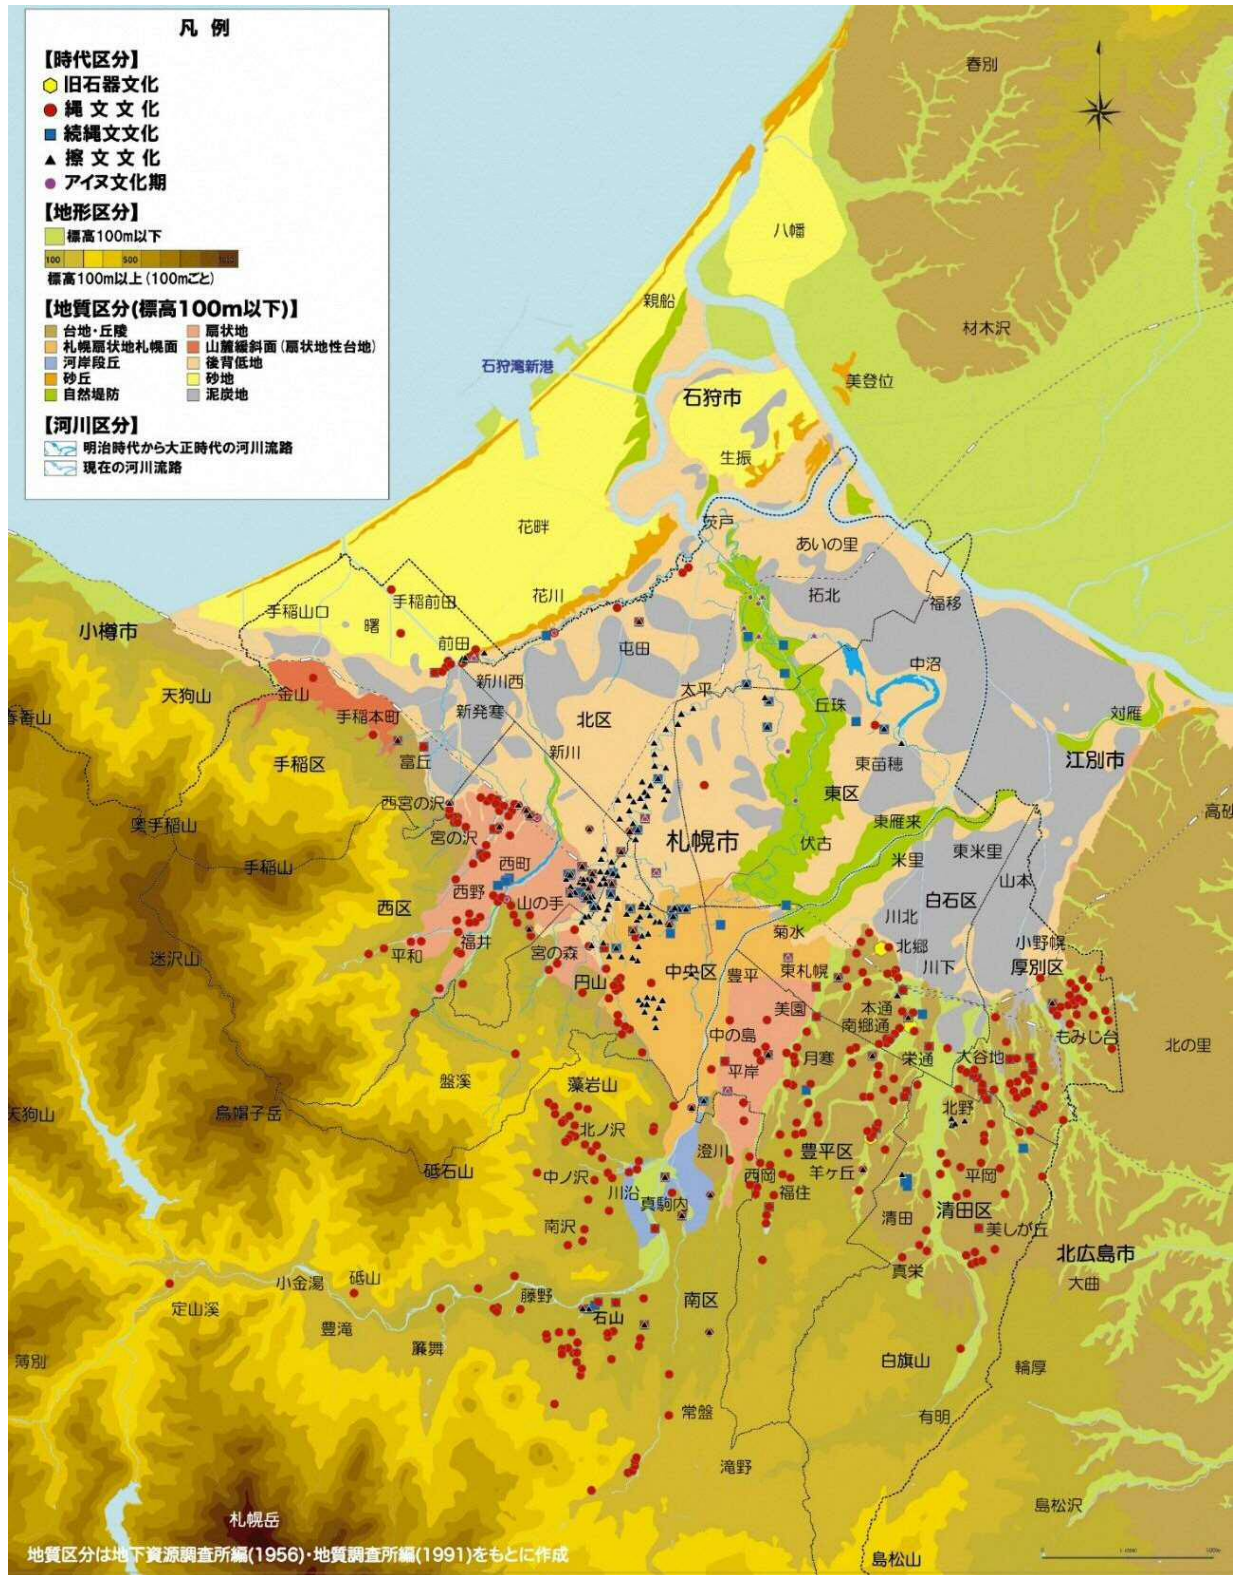 凡 例
【時代区分】
旧石器文化
縄文文化
続縄文文化
擦文文化
アイヌ文化期
【地形区分】
標高100m以下
100
500
標高100m以上(100mごと)
【地質区分(標高100m以下)】
台地・丘陵
扇状地
札幌扇状地札幌面
山麓緩斜面(扇状地性台地)
河岸段丘
後背低地
砂丘
砂地
自然堤防
泥炭地
【河川区分】
明治時代から大正時代の河川流路
現在の河川流路
春別
八幡
親船
材木沢
石狩湾新港
美登位
石狩市
生振
花畔
茨戸
あいの里
手稲前田
花川
拓北
福移
手稲山口
曙
小樽市
前田
屯田
中沼
新川西
太平
天狗山
金山
丘珠
対雁
春香山
手稲本町
新発寒
北区
新川
江別市
手稲区
富丘
東苗穂
東区
西宮の沢
東雁来
高砂
奥手稲山
宮の沢
札幌市
伏古
米里
東米里
手稲山
西町
山本
西野
山の手
白石区
西区
川北
福井
菊水
北郷
小野幌
平和
宮の森
川下
厚別区
迷沢山
中央区
豊平
東札幌
円山
美園
本通
南郷通
もみじ台
中の島
月寒
栄通
大谷地
北の里
平岸
盤渓
藻岩山
天狗山
烏帽子岳
北野
北ノ沢
豊平区
砥石山
澄川
羊ヶ丘
中ノ沢
西岡
平岡
川沿
真駒内
福住
清田
清田区
南沢
美しが丘
北広島市
真栄
大曲
小金湯
砥山
藤野
南区
定山溪
石山
豊滝
簾舞
薄別
白旗山
輪厚
常盤
有明
滝野
島松沢
札幌岳
地質区分は地下資源調査所編(1956)・地質調査所編(1991)をもとに作成
島松山